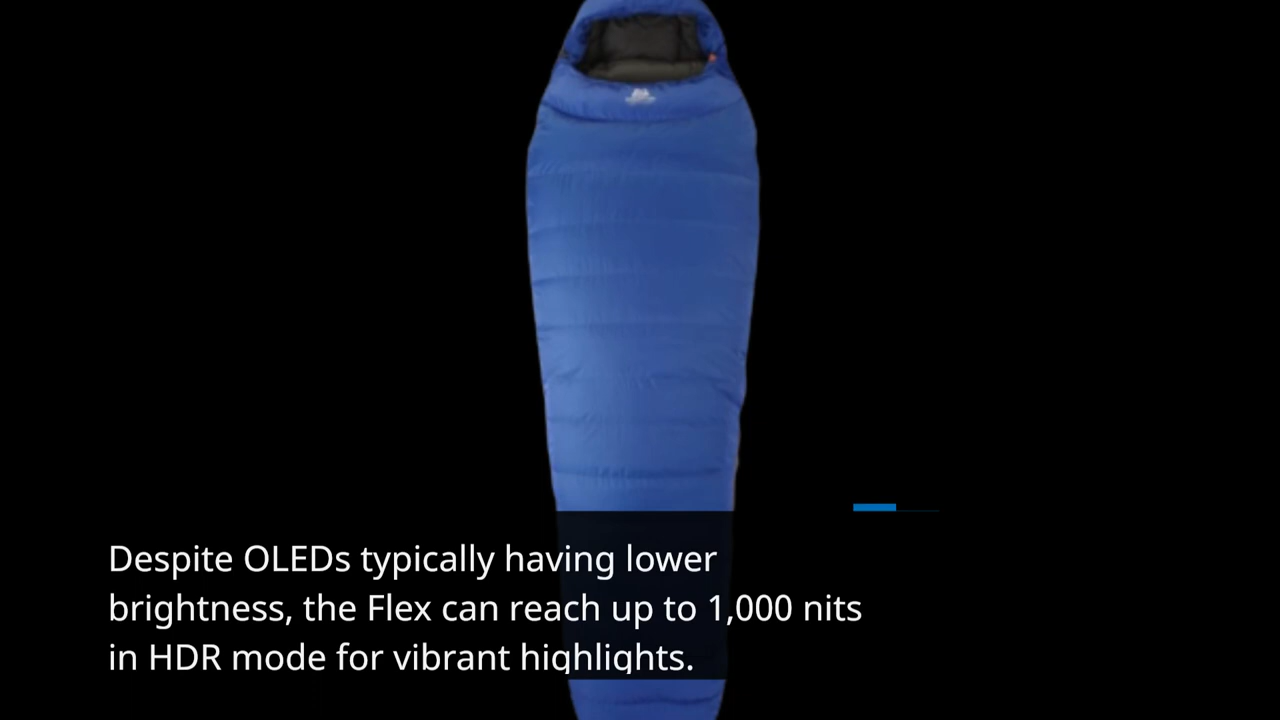 Despite OLEDs typically having lower
brightness, the Flex can reach up to 1,000 nits
in HDR mode for vibrant highlights.